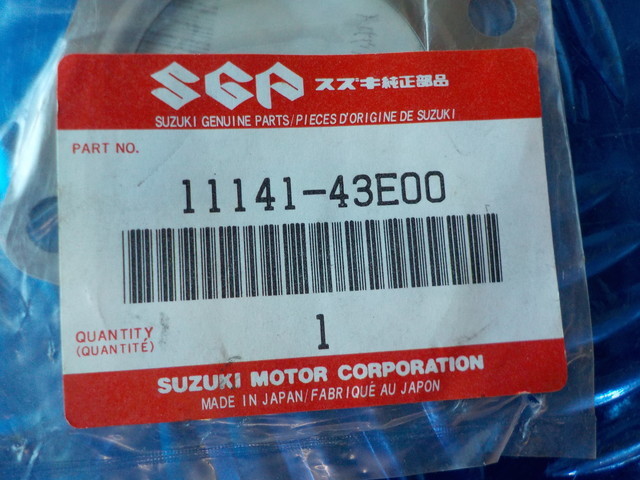 SGP スズキ純正部品
SUZUKI GENUINE PARTS/PIECES D'ORIGINE DE SUZUKI
PART NO.
11141-43E00
1
QUANTITY
(QUANTITÉ)
SUZUKI MOTOR CORPORATION
MADE IN JAPAN/FABRIQUÉ AU JAPON